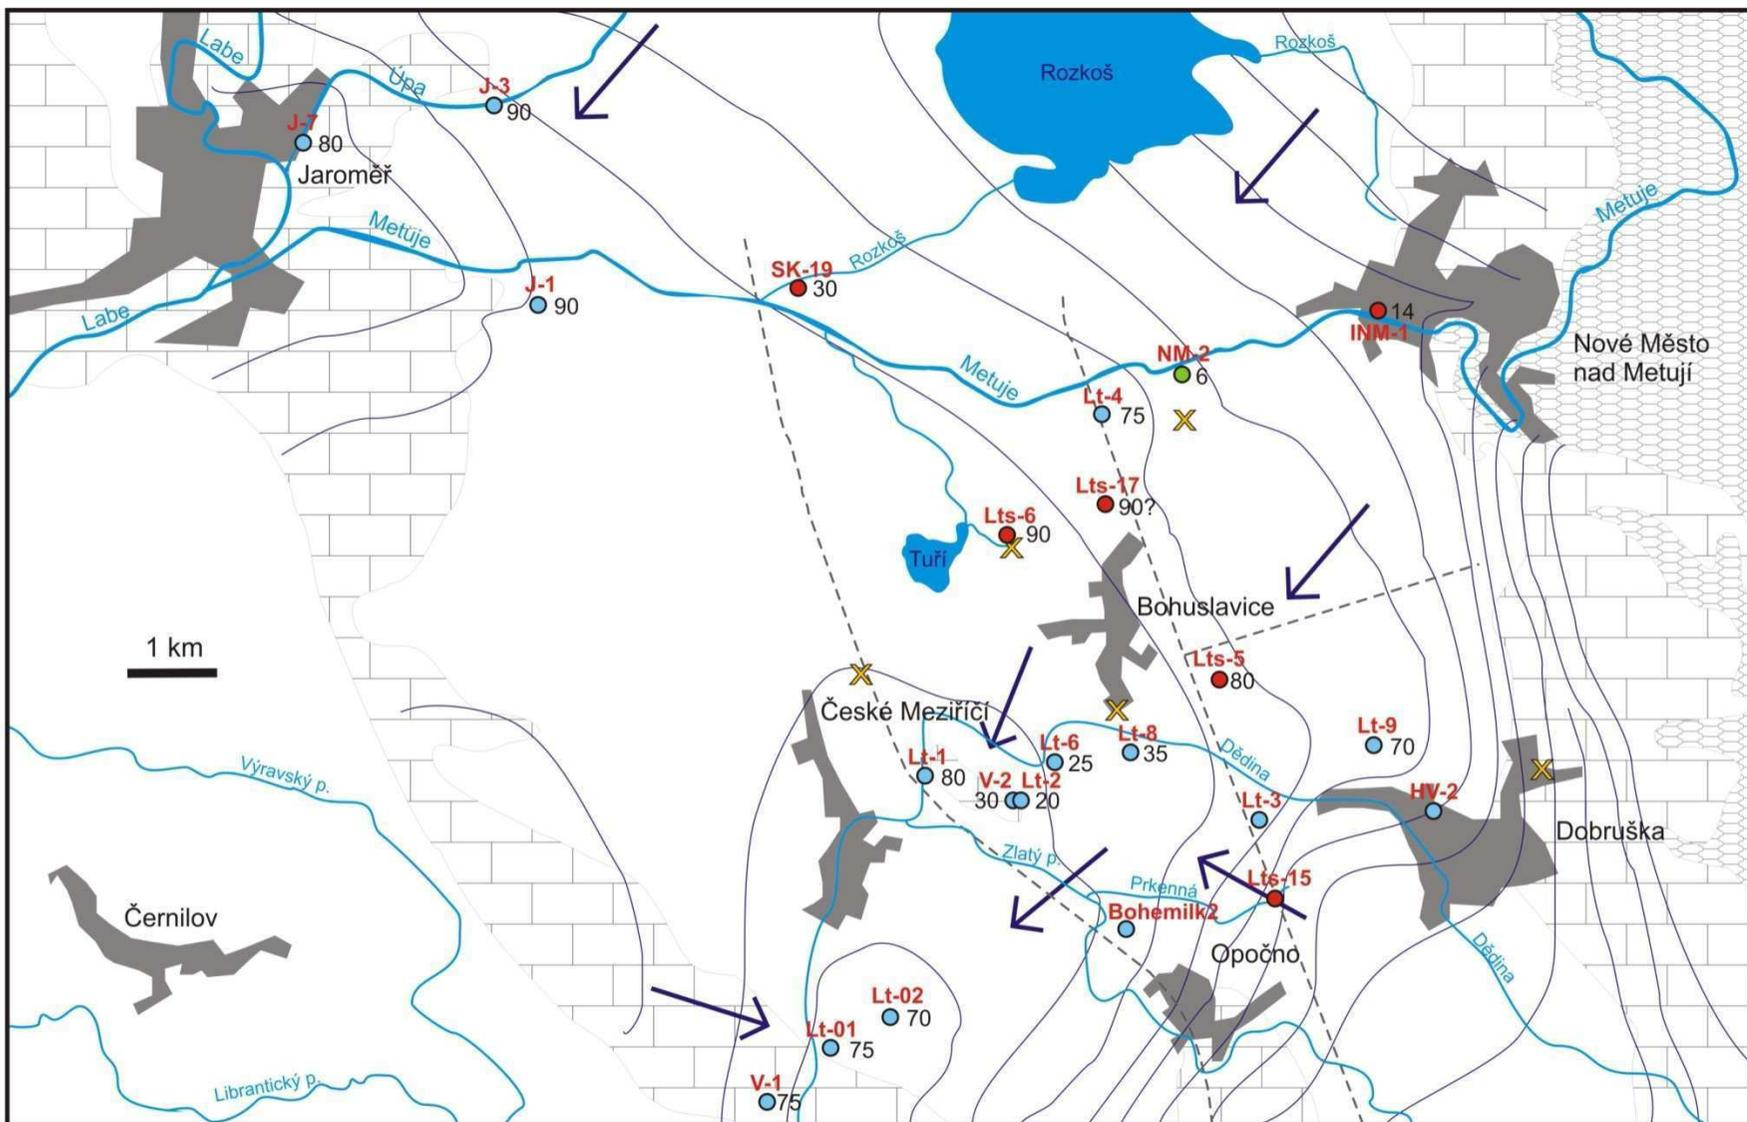 Labe
Úpa
J-3
90
Rozkoš
Rozkoš
J-7
80
Jaroměř
Metuje
Metuje
Rozkoš
SK-19
30
J-1
90
Labe
14
INM-1
Nové Město
nad Metují
NM-2
6
Metuje
Lt-4
75
Lts-17
90?
Lts-6
90
Tuří
Bohuslavice
1 km
Lts-5
80
České Meziříčí
Lt-9
70
Lt-8
35
Lt-6
25
Dědina
Lt-1
80
V-2
Lt-2
30
20
Výravský p.
HV-2
Lt-3
Dobruška
Zlatý p.
Prkenná
Lts-15
Černilov
Bohemilk2
Opočno
Dědina
Lt-02
70
Lt-01
75
V-1
75
Librantický p.